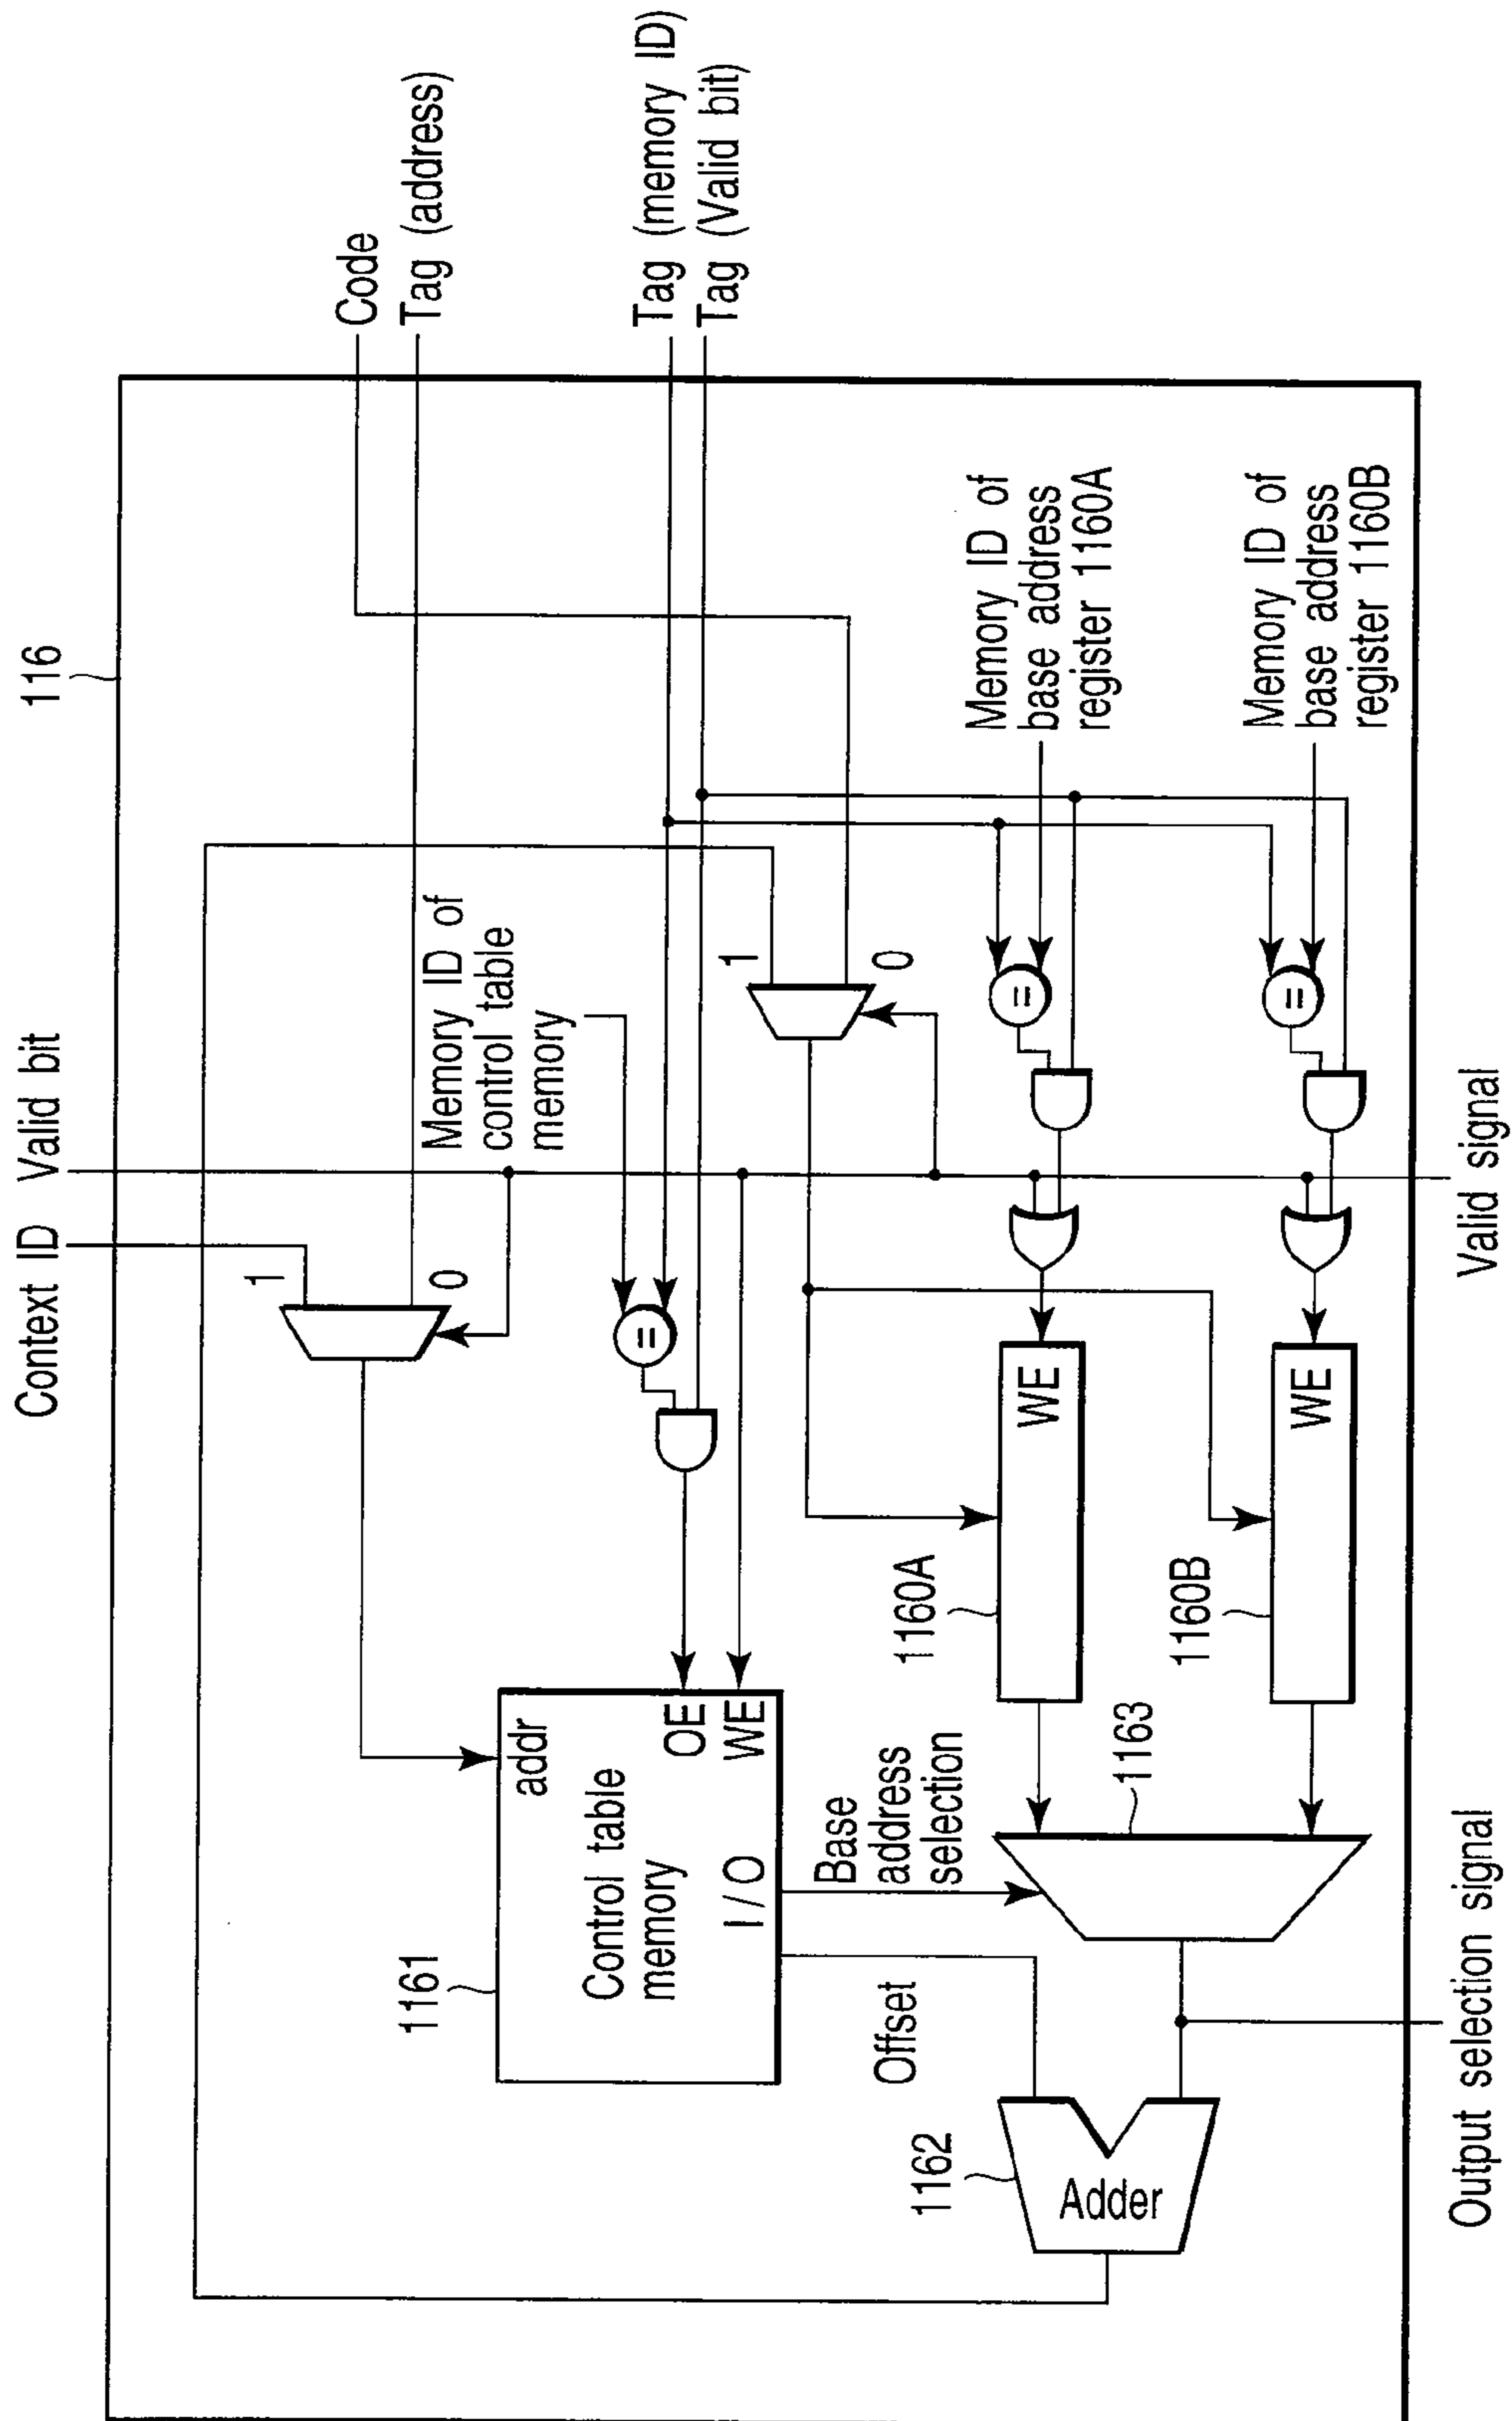 116
Context ID
Valid bit
Code
Tag (address)
Tag (memory ID)
Tag (Valid bit)
1
0
Memory ID of
control table
memory
1
0
Memory ID of
base address
register 1160A
Memory ID of
base address
register 1160B
=
=
=
1161
addr
Control table
memory
OE
WE
I/O
Base
address
selection
Offset
1160A
WE
1160B
WE
1163
1162
Adder
Output selection signal
Valid signal